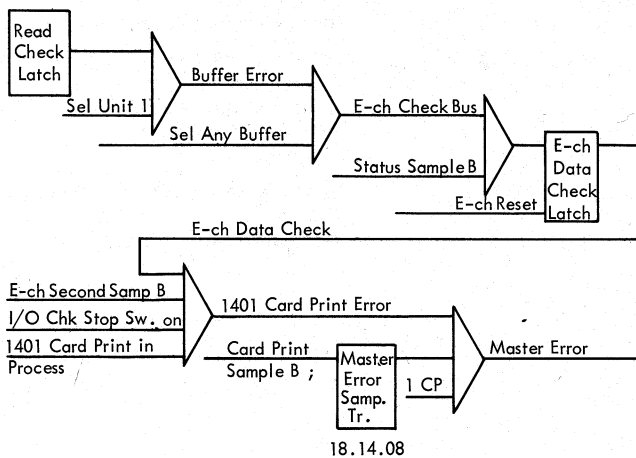 Read
Check
Latch
Buffer Error
Sel Unit 1
E-ch Check Bus
Sel Any Buffer
E-ch
Data
Check
Latch
Status Sample B
E-ch Reset
E-ch Data Check
E-ch Second Samp B
1401 Card Print Error
I/O Chk Stop Sw. on
1401 Card Print in
Process
Card Print
Sample B ;
Master
Error
Samp.
Tr.
Master Error
1 CP
18.14.08